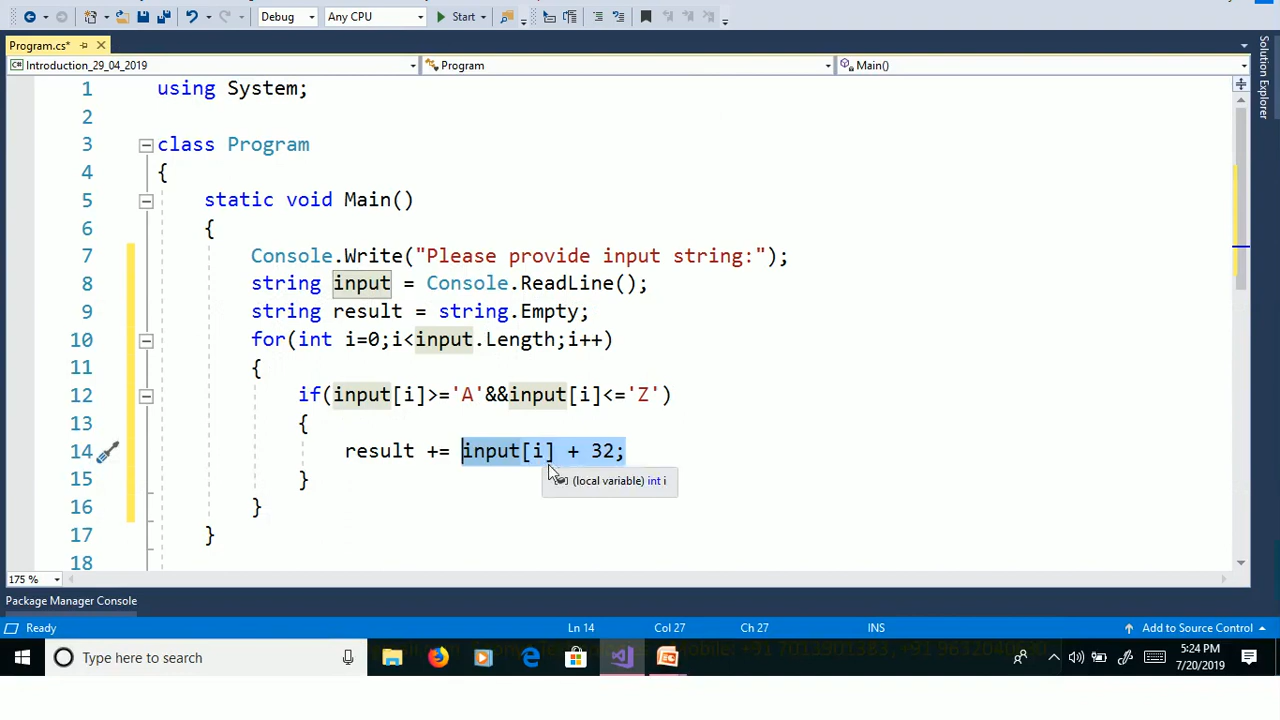 Debug Any CPU Start
Program.cs*
Introduction_29_04_2019 Program Main()
Solution Explorer
1 using System;
2
3 class Program
4 {
5 static void Main()
6 {
7 Console.Write("Please provide input string:");
8 string input = Console.ReadLine();
9 string result = string.Empty;
10 for(int i=0;i<input.Length;i++)
11 {
12 if(input[i]>='A'&&input[i]<='Z')
13 {
14 result += input[i] + 32;
(local variable) int i
15 }
16 }
17 }
18
175 %
Package Manager Console
Ready Ln 14 Col 27 Ch 27 INS Add to Source Control
Type here to search
5:24 PM
7/20/2019